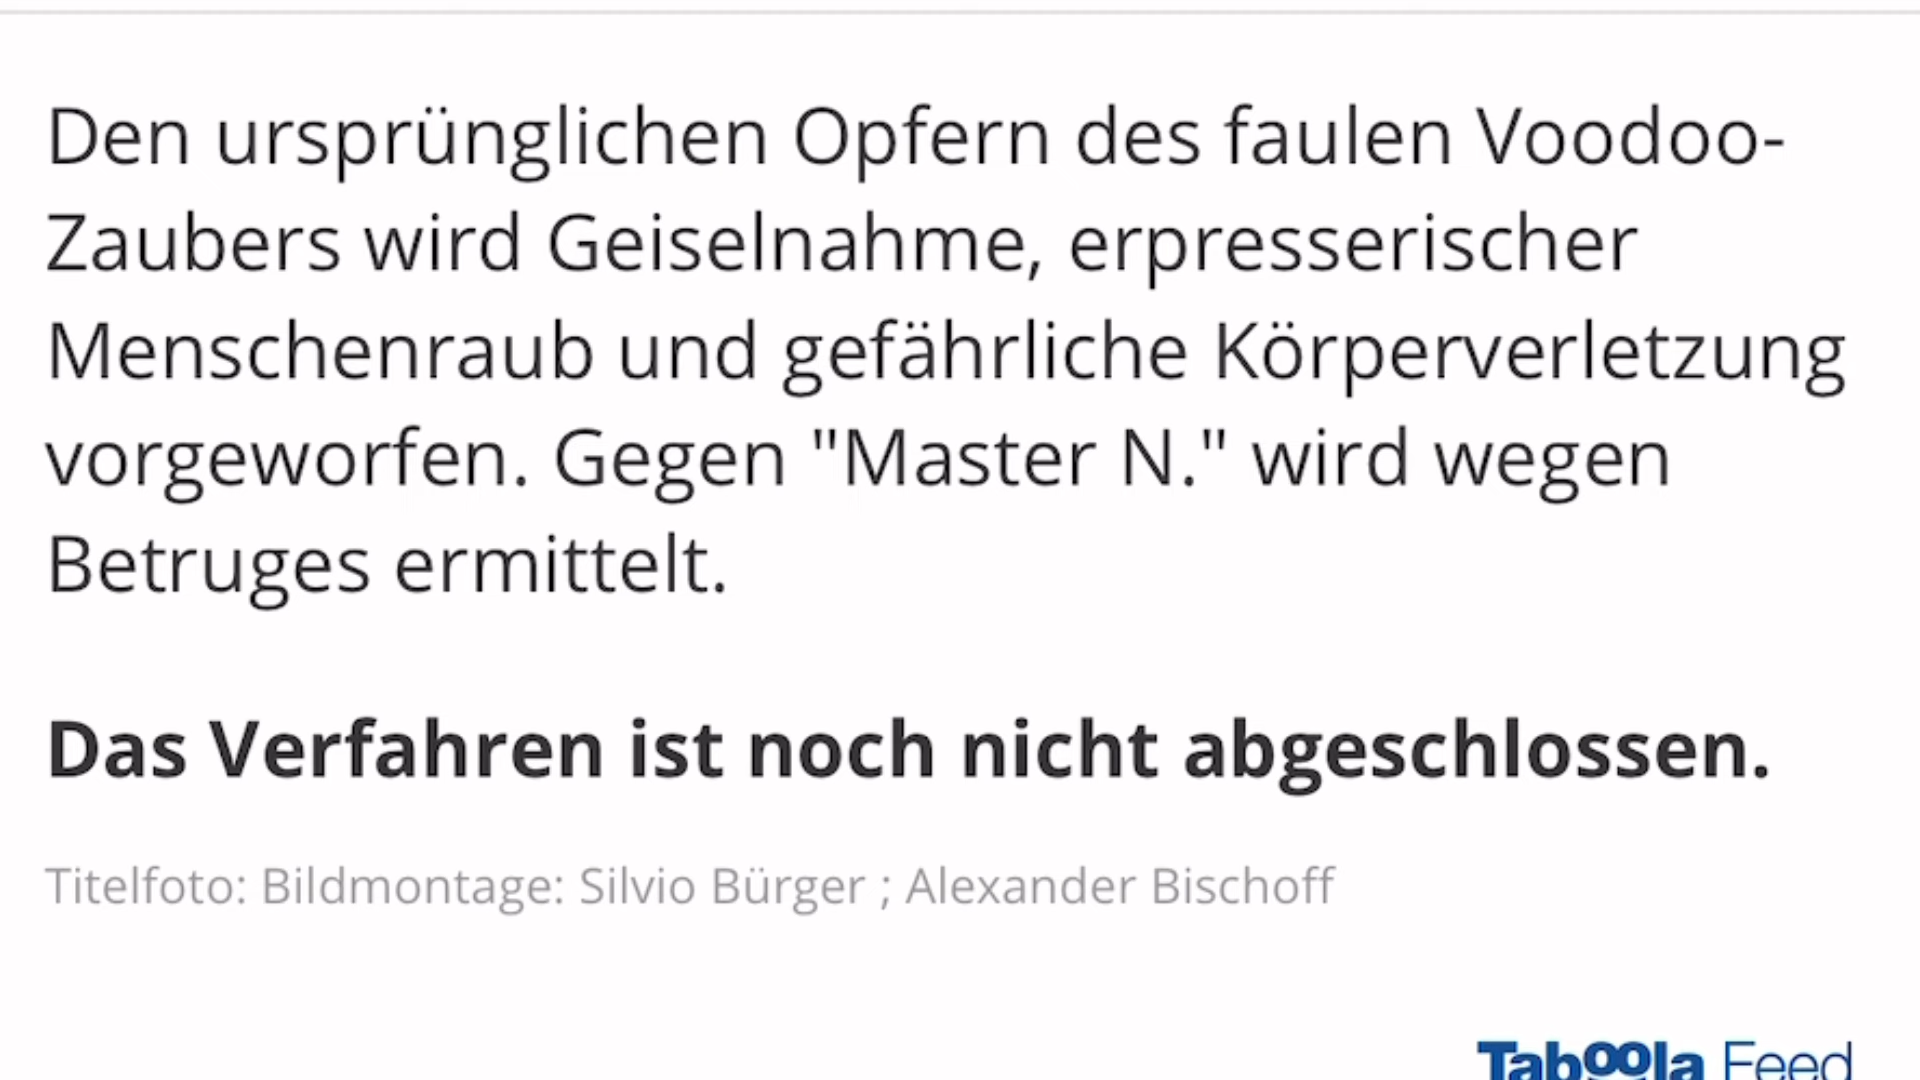 Den ursprünglichen Opfern des faulen Voodoo-
Zaubers wird Geiselnahme, erpresserischer
Menschenraub und gefährliche Körperverletzung
vorgeworfen. Gegen "Master N." wird wegen
Betruges ermittelt.
Das Verfahren ist noch nicht abgeschlossen.
Titelfoto: Bildmontage: Silvio Bürger ; Alexander Bischoff
Taboola Feed